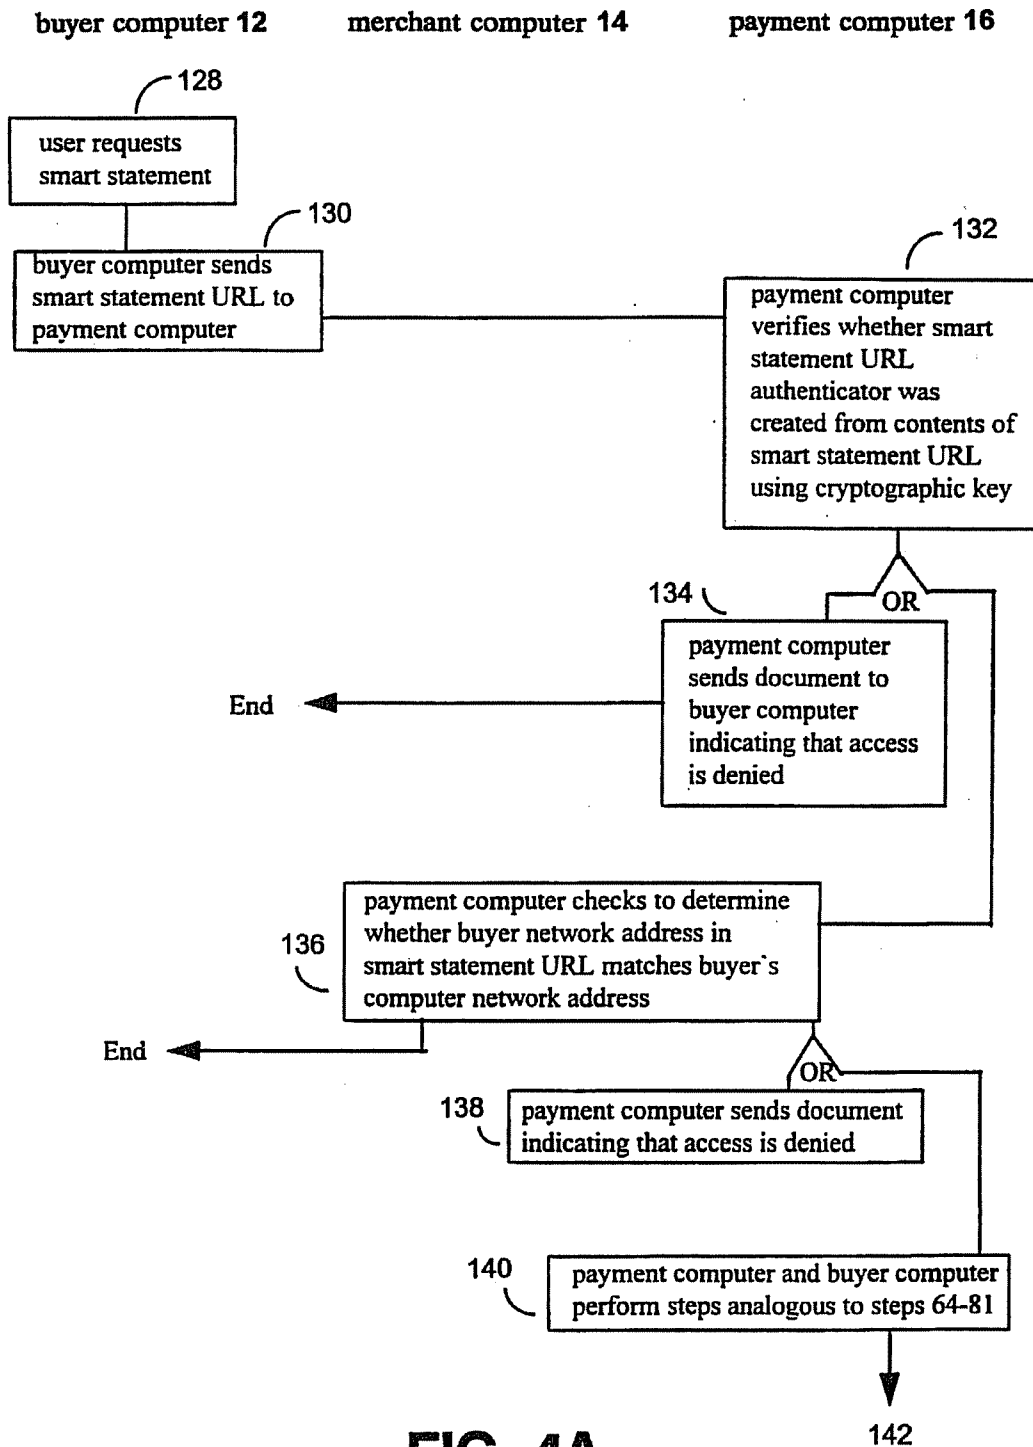 buyer computer 12 merchant computer 14 payment computer 16
128
user requests
smart statement
130
buyer computer sends
smart statement URL to
payment computer
132
payment computer
verifies whether smart
statement URL
authenticator was
created from contents of
smart statement URL
using cryptographic key
OR
134
payment computer
sends document to
buyer computer
indicating that access
is denied
End
136
payment computer checks to determine
whether buyer network address in
smart statement URL matches buyer`s
computer network address
End
OR
138
payment computer sends document
indicating that access is denied
140
payment computer and buyer computer
perform steps analogous to steps 64-81
142
FIG. 4A